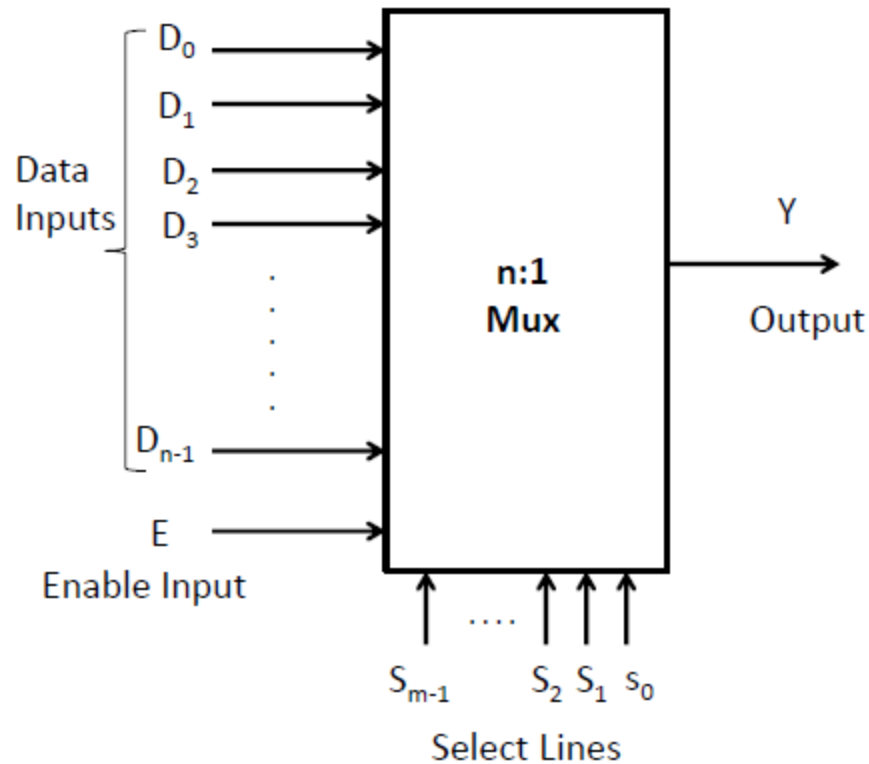 D₀
D₁
Data
Inputs
D₂
D₃
.
.
.
.
.
n:1
Mux
Y
Output
Dₙ₋₁
E
Enable Input
....
Sₘ₋₁ S₂ S₁ s₀
Select Lines